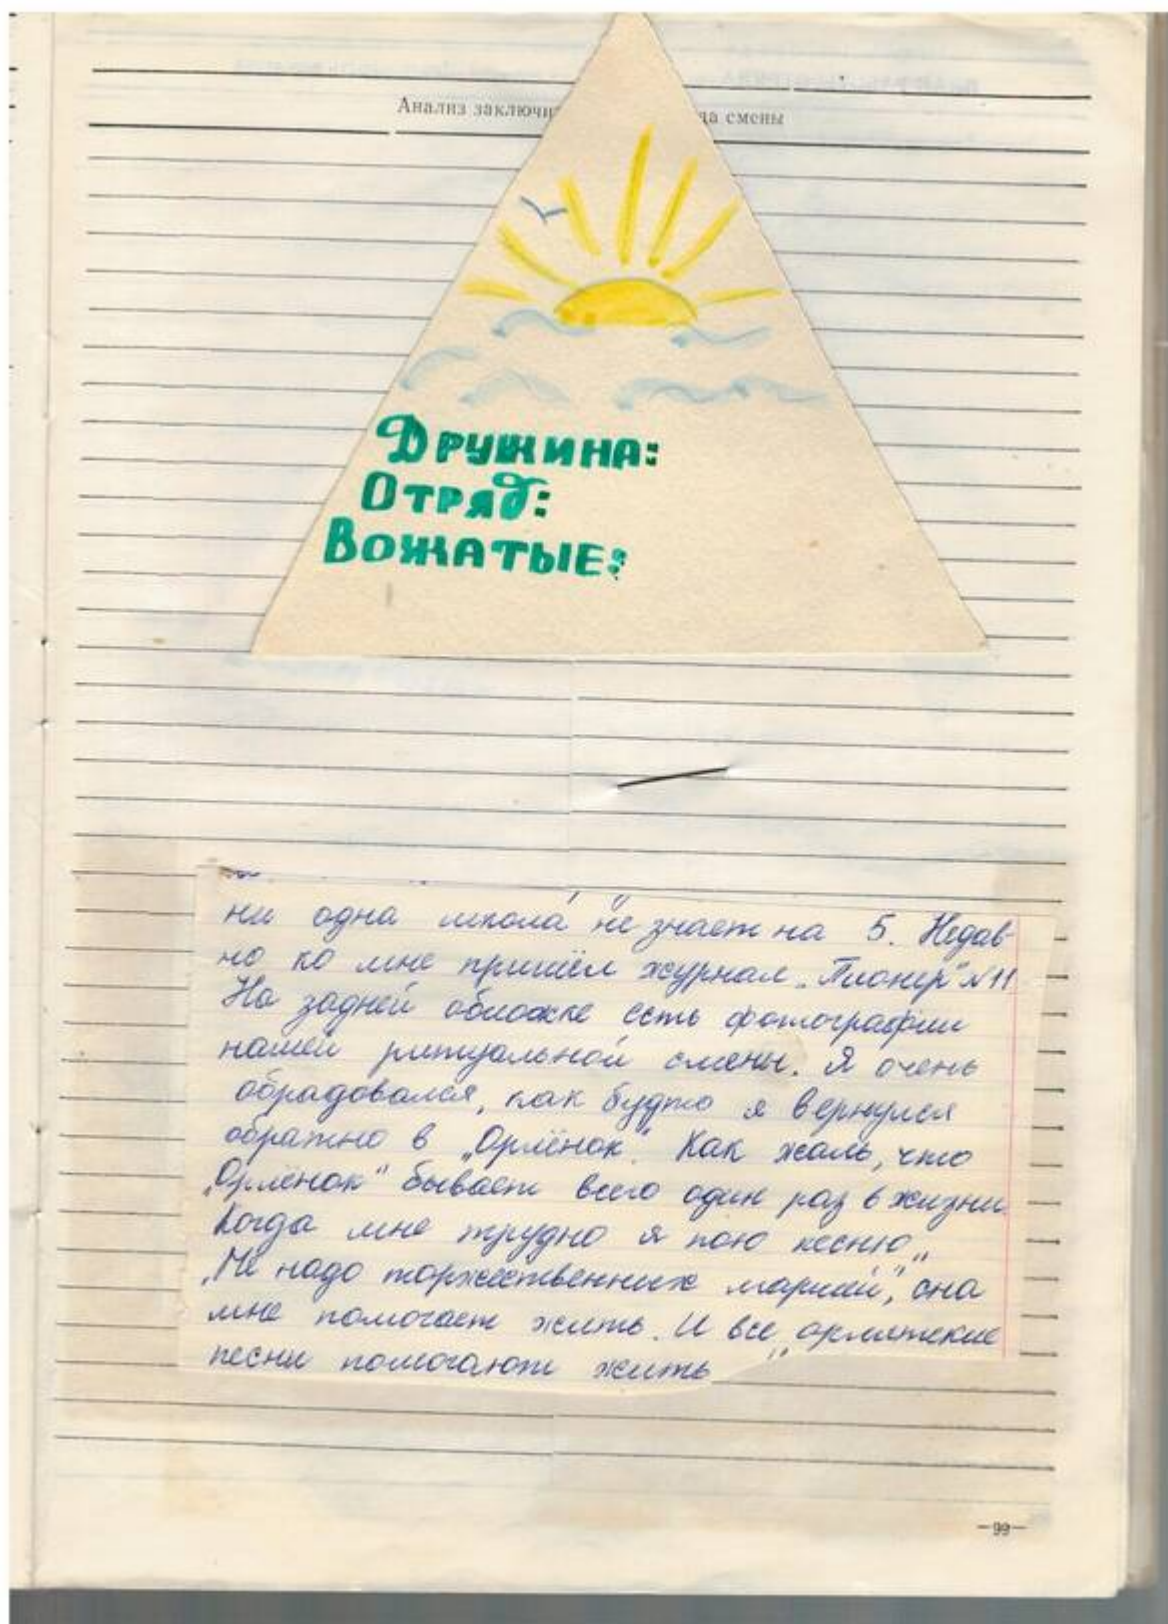 Анализ заключи да смены
Дружина:
Отряд:
Вожатые:
ни одна школа не знает на 5. Недав-
но ко мне пришёл журнал „Пионер" №11
На задней обложке есть фотографии
нашей ритуальной смены. Я очень
обрадовался, как будто я вернулся
обратно в „Орлёнок". Как жаль, что
„Орлёнок" бывает всего один раз в жизни.
Когда мне трудно я пою песню „
„Не надо торжественных маршей", она
мне помогает жить. И все „орлятские
песни помогают жить
—99—